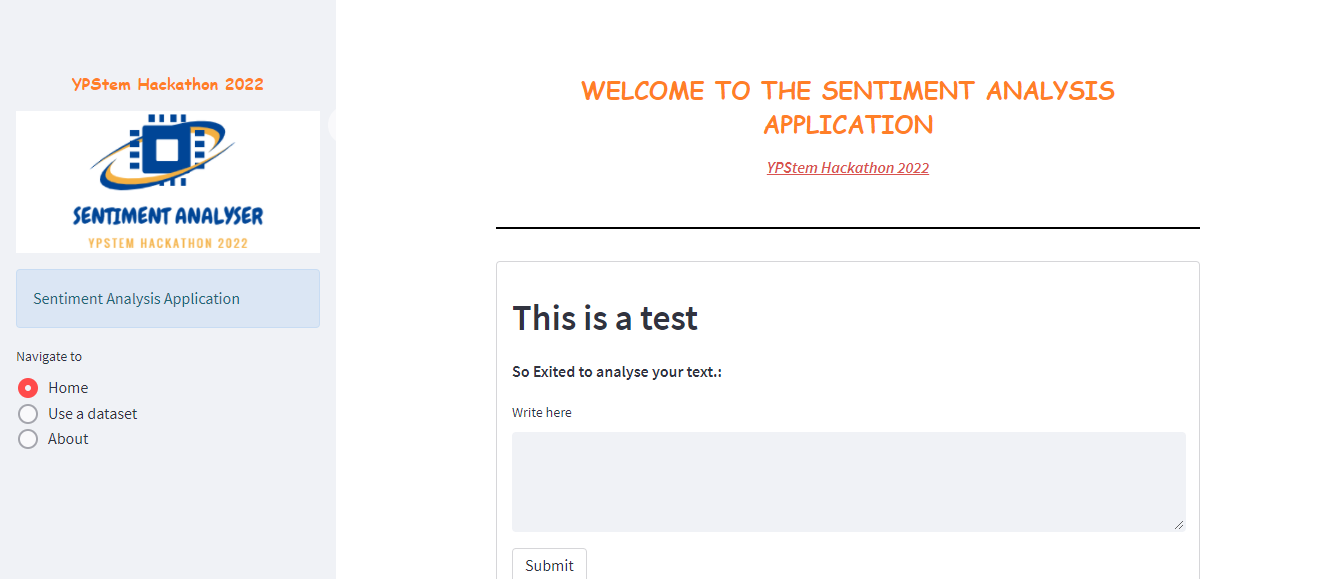 YPStem Hackathon 2022
SENTIMENT ANALYSER
YPSTEM HACKATHON 2022
Sentiment Analysis Application
Navigate to
Home
Use a dataset
About
WELCOME TO THE SENTIMENT ANALYSIS
APPLICATION
YPStem Hackathon 2022
This is a test
So Exited to analyse your text.:
Write here
Submit